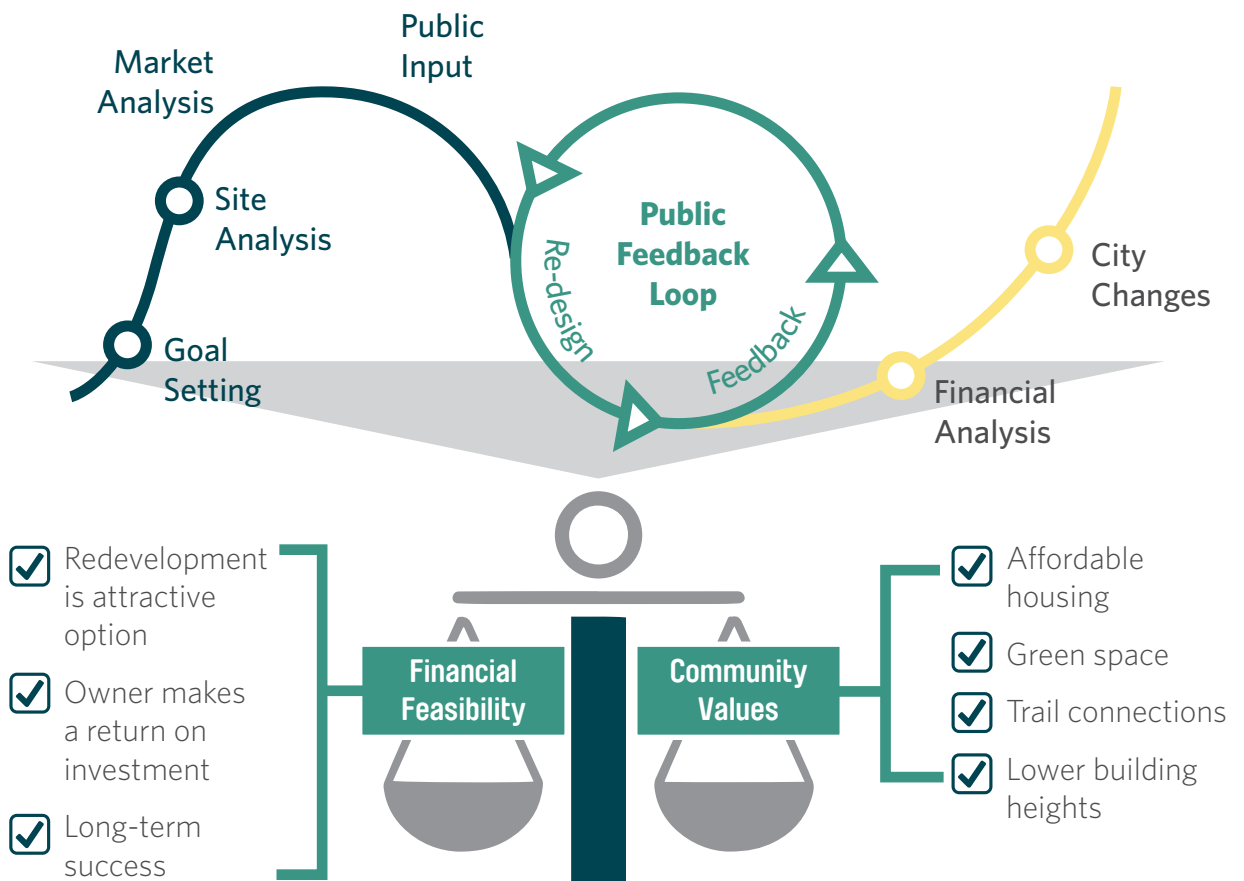 Public
Input
Market
Analysis
Site
Analysis
Goal
Setting
Public
Feedback
Loop
Re-design
Feedback
City
Changes
Financial
Analysis
Redevelopment
is attractive
option
Owner makes
a return on
investment
Long-term
success
Financial
Feasibility
Community
Values
Affordable
housing
Green space
Trail connections
Lower building
heights